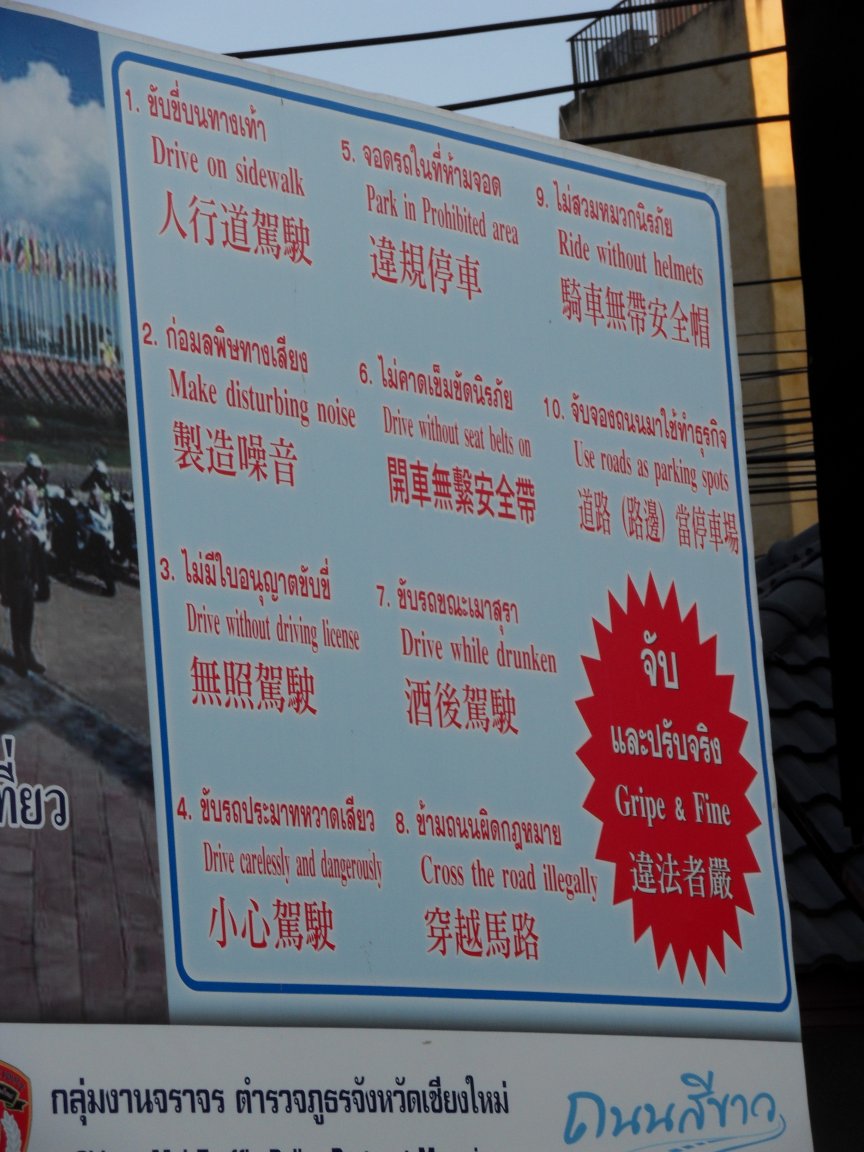 1. ขับขี่บนทางเท้า
Drive on sidewalk
人行道駕駛
2. ก่อมลพิษทางเสียง
Make disturbing noise
製造噪音
3. ไม่มีใบอนุญาตขับขี่
Drive without driving license
無照駕駛
4. ขับรถประมาทหวาดเสียว
Drive carelessly and dangerously
小心駕駛
5. จอดรถในที่ห้ามจอด
Park in Prohibited area
違規停車
6. ไม่คาดเข็มขัดนิรภัย
Drive without seat belts on
開車無繫安全帶
7. ขับรถขณะเมาสุรา
Drive while drunken
酒後駕駛
8. ข้ามถนนผิดกฎหมาย
Cross the road illegally
穿越馬路
9. ไม่สวมหมวกนิรภัย
Ride without helmets
騎車無帶安全帽
10. จับจองถนนมาใช้ทำธุรกิจ
Use roads as parking spots
道路（路邊）當停車場
จับ
และปรับจริง
Gripe & Fine
違法者嚴
ที่ยว
กลุ่มงานจราจร ตำรวจภูธรจังหวัดเชียงใหม่
ถนนสีขาว